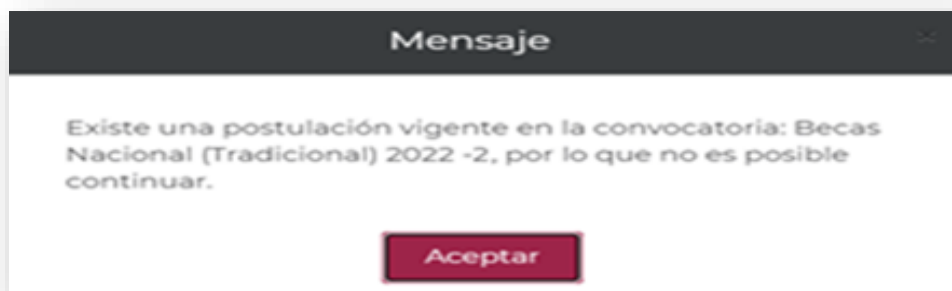 Mensaje
Existe una postulación vigente en la convocatoria: Becas
Nacional (Tradicional) 2022 -2, por lo que no es posible
continuar.
Aceptar